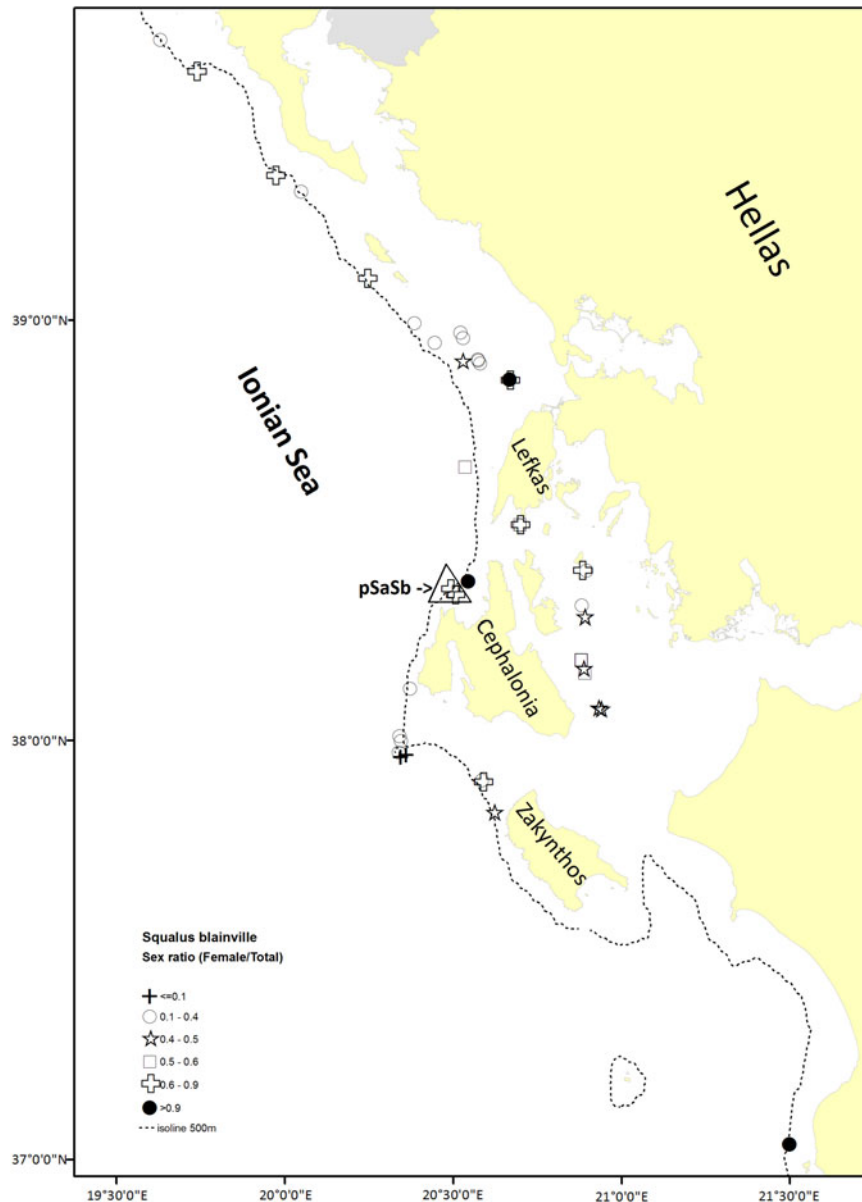 Hellas
39°0'0"N
Ionian Sea
Lefkas
pSaSb ->
Cephalonia
38°0'0"N
Zakynthos
Squalus blainville
Sex ratio (Female/Total)
<=0.1
0.1 - 0.4
0.4 - 0.5
0.5 - 0.6
0.6 - 0.9
>0.9
isoline 500m
37°0'0"N
19°30'0"E
20°0'0"E
20°30'0"E
21°0'0"E
21°30'0"E